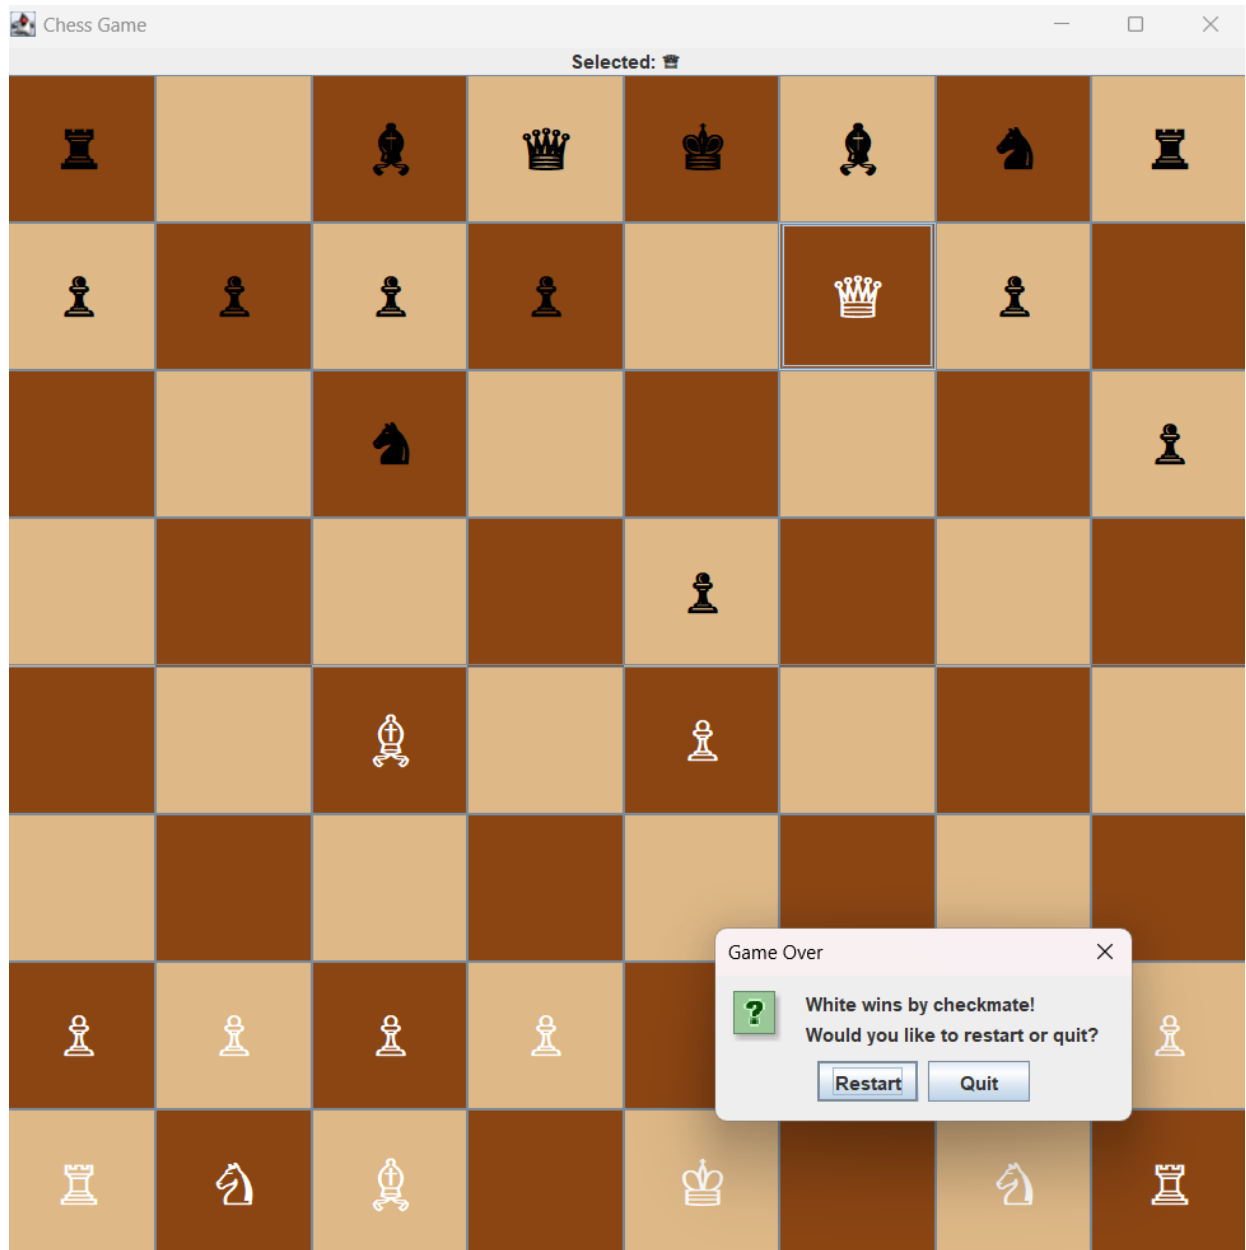 Chess Game
Selected: ♕
Game Over
White wins by checkmate!
Would you like to restart or quit?
Restart
Quit